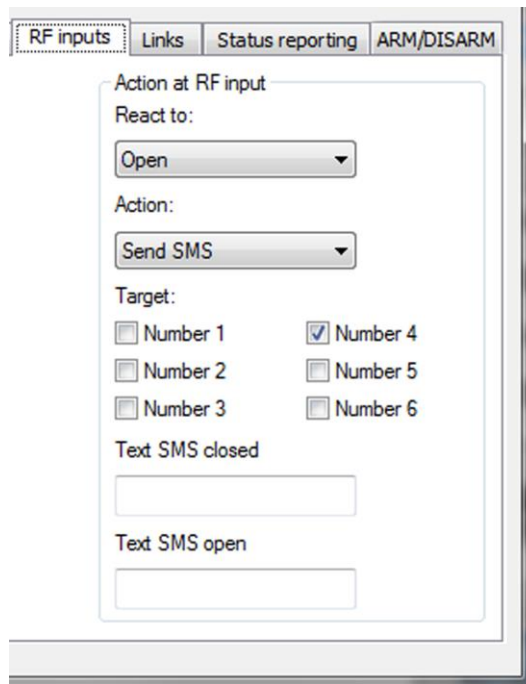 RF inputs Links Status reporting ARM/DISARM
Action at RF input
React to:
Open
Action:
Send SMS
Target:
Number 1 Number 4
Number 2 Number 5
Number 3 Number 6
Text SMS closed
Text SMS open